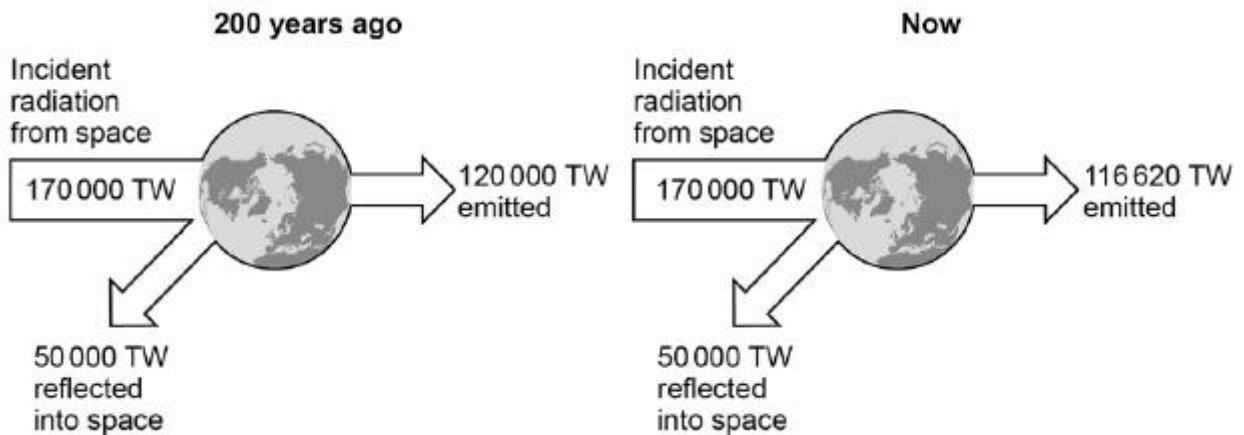 200 years ago
Incident
radiation
from space
170 000 TW
120 000 TW
emitted
50 000 TW
reflected
into space
Now
Incident
radiation
from space
170 000 TW
116 620 TW
emitted
50 000 TW
reflected
into space